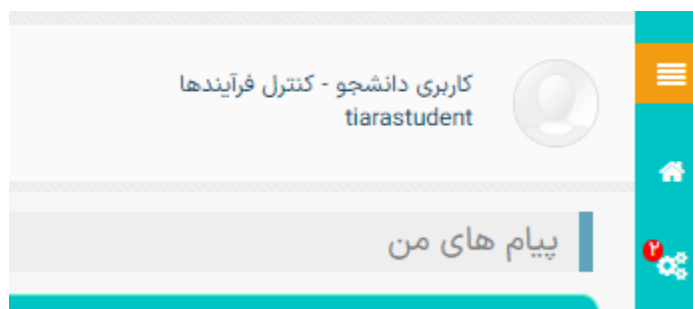 کاربری دانشجو - کنترل فرآیندها
tiarastudent
پیام های من
۲